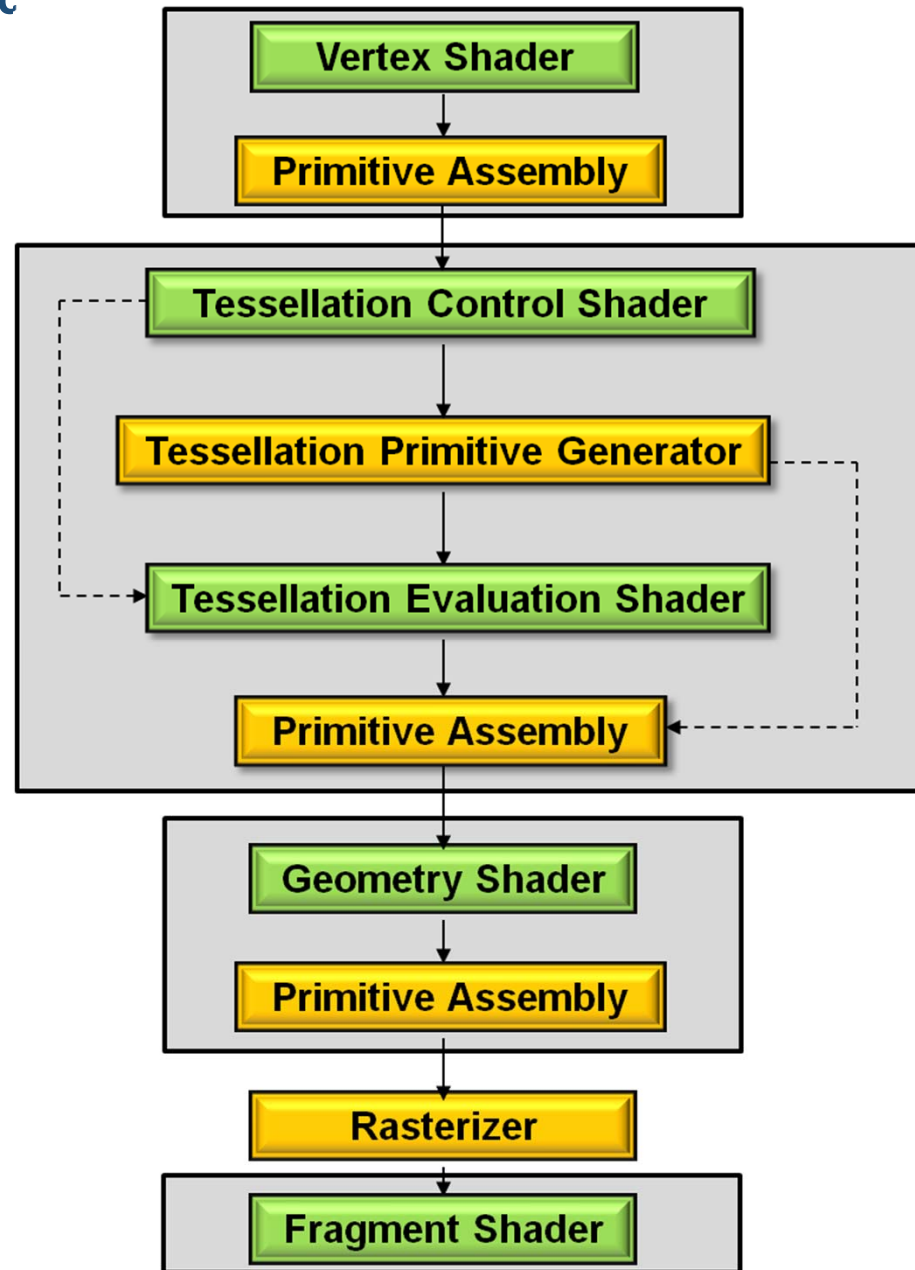 Vertex Shader
Primitive Assembly
Tessellation Control Shader
Tessellation Primitive Generator
Tessellation Evaluation Shader
Primitive Assembly
Geometry Shader
Primitive Assembly
Rasterizer
Fragment Shader